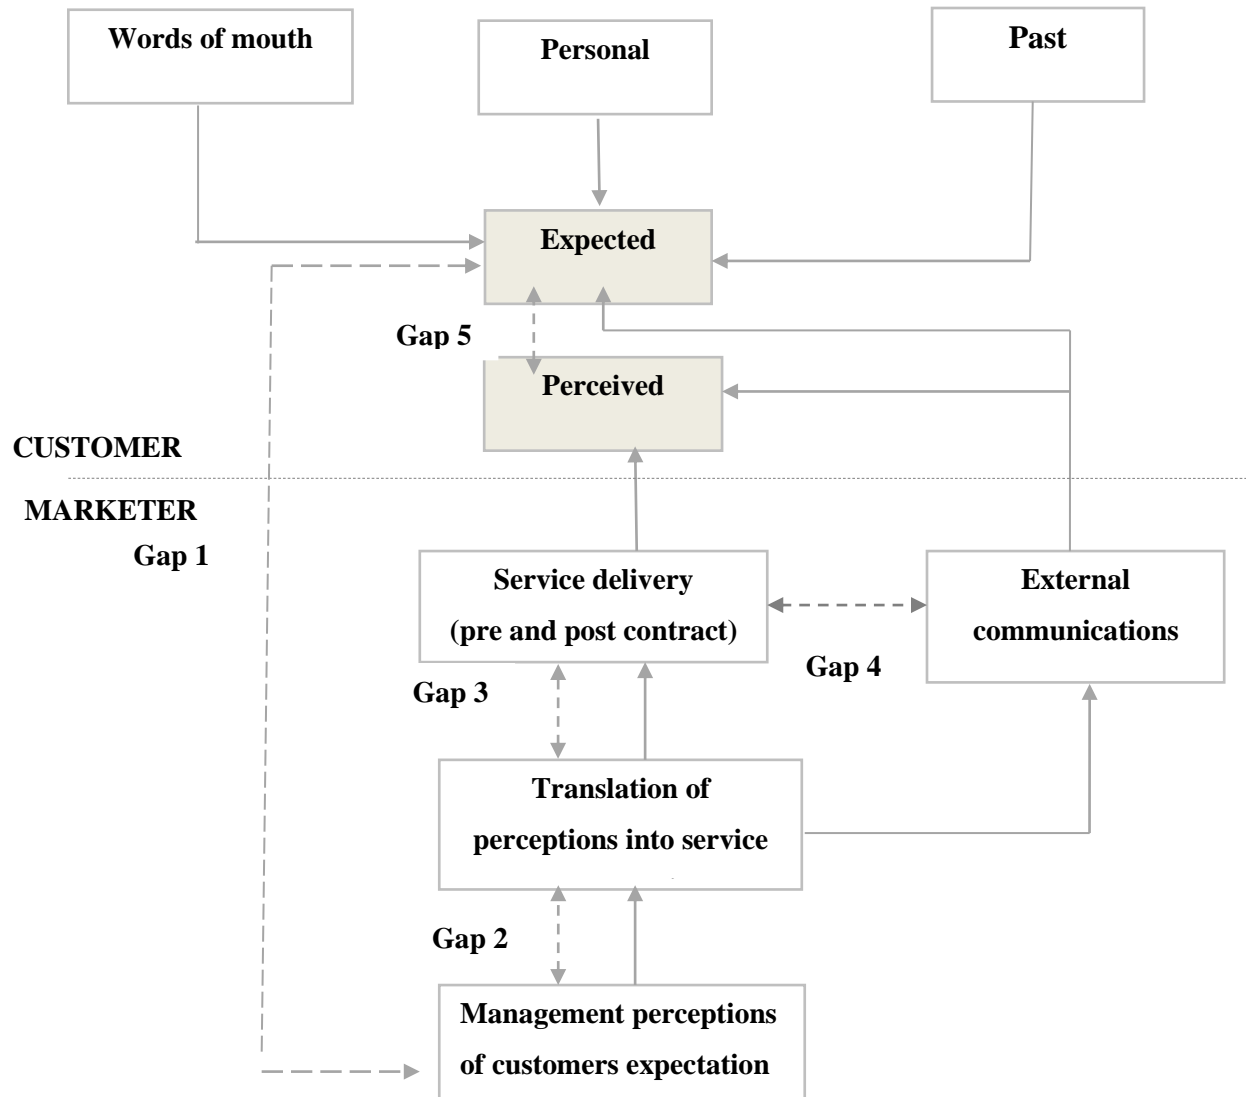 Words of mouth
Personal
Past
Expected
Gap 5
Perceived
CUSTOMER
MARKETER
Gap 1
Service delivery
(pre and post contract)
External
communications
Gap 4
Gap 3
Translation of
perceptions into service
Gap 2
Management perceptions
of customers expectation